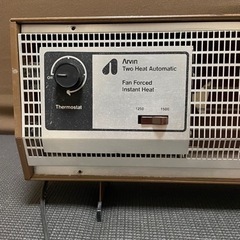 Arvin
Two Heat Automatic
Off
Fan Forced
Instant Heat
Thermostat
1250 1500